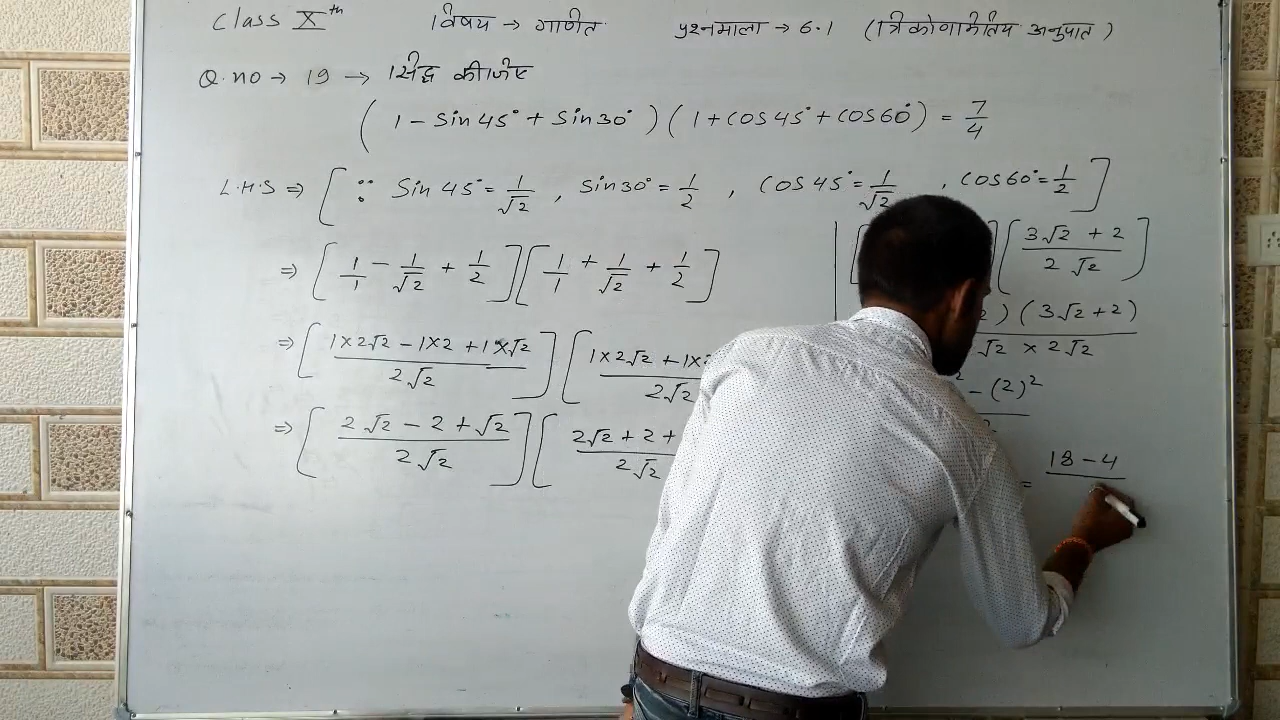 Class Xth विषय → गणित प्रश्नमाला → 6.1 (त्रिकोणमितिय अनुपात)
Q.no → 19 → सिद्ध कीजिए
(1 - Sin 45° + Sin 30°) (1 + cos 45° + cos 60°) = 7/4
L.H.S ⇒ [∵ Sin 45° = 1/√2, Sin 30° = 1/2, cos 45° = 1/√2, cos 60° = 1/2]
⇒ [1/1 - 1/√2 + 1/2] [1/1 + 1/√2 + 1/2]
⇒ [(1×2√2 - 1×2 + 1×√2)/2√2] [(1×2√2 + 1×2
2√2
⇒ [(2√2 - 2 + √2)/2√2] [(2√2 + 2 +
2√2
[(3√2 + 2)/2√2]
) (3√2 + 2)
√2 × 2√2
- (2)²
= 18 - 4